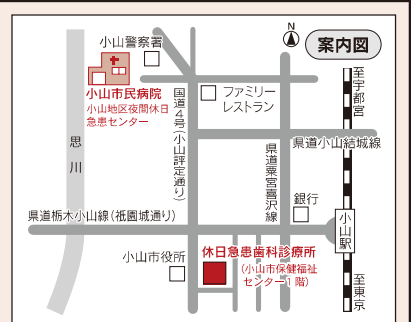 N
案内図
小山警察署
至宇都宮
小山市民病院
小山地区夜間休日
急患センター
国道4号(小山評定通り)
ファミリー
レストラン
思川
県道小山結城線
県道粟宮喜沢線
銀行
県道栃木小山線(祇園城通り)
小山駅
小山市役所
休日急患歯科診療所
(小山市保健福祉
センター1階)
至東京